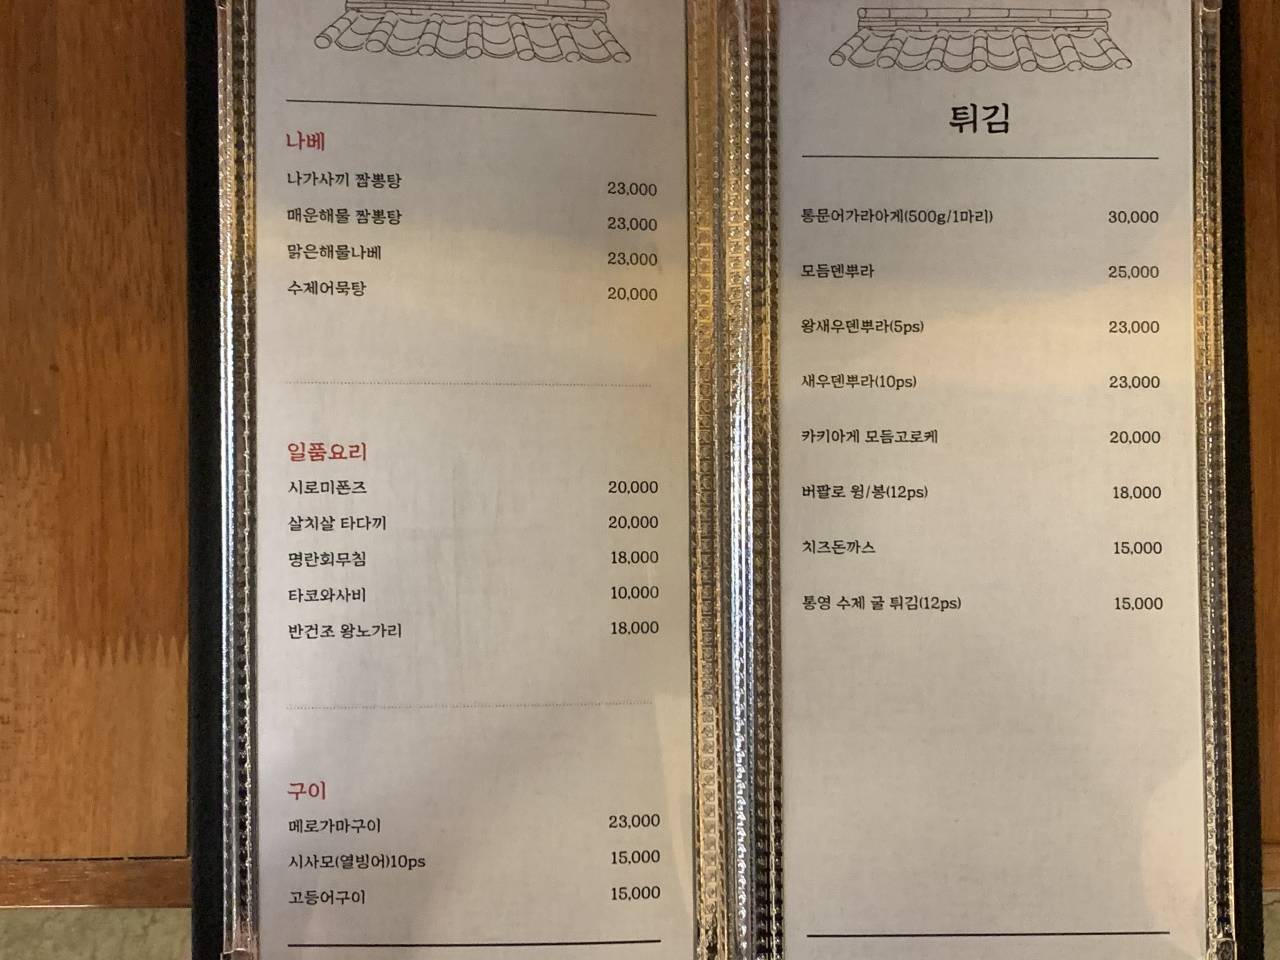 나베
나가사끼 짬뽕탕 23,000
매운해물 짬뽕탕 23,000
맑은해물나베 23,000
수제어묵탕 20,000
일품요리
시로미폰즈 20,000
살치살 타다끼 20,000
명란회무침 18,000
타코와사비 10,000
반건조 왕노가리 18,000
구이
메로가마구이 23,000
시사모(열빙어)10ps 15,000
고등어구이 15,000
튀김
통문어가라아게(500g/1마리) 30,000
모듬덴뿌라 25,000
왕새우덴뿌라(5ps) 23,000
새우덴뿌라(10ps) 23,000
카키아게 모듬고로케 20,000
버팔로 윙/봉(12ps) 18,000
치즈돈까스 15,000
통영 수제 굴 튀김(12ps) 15,000